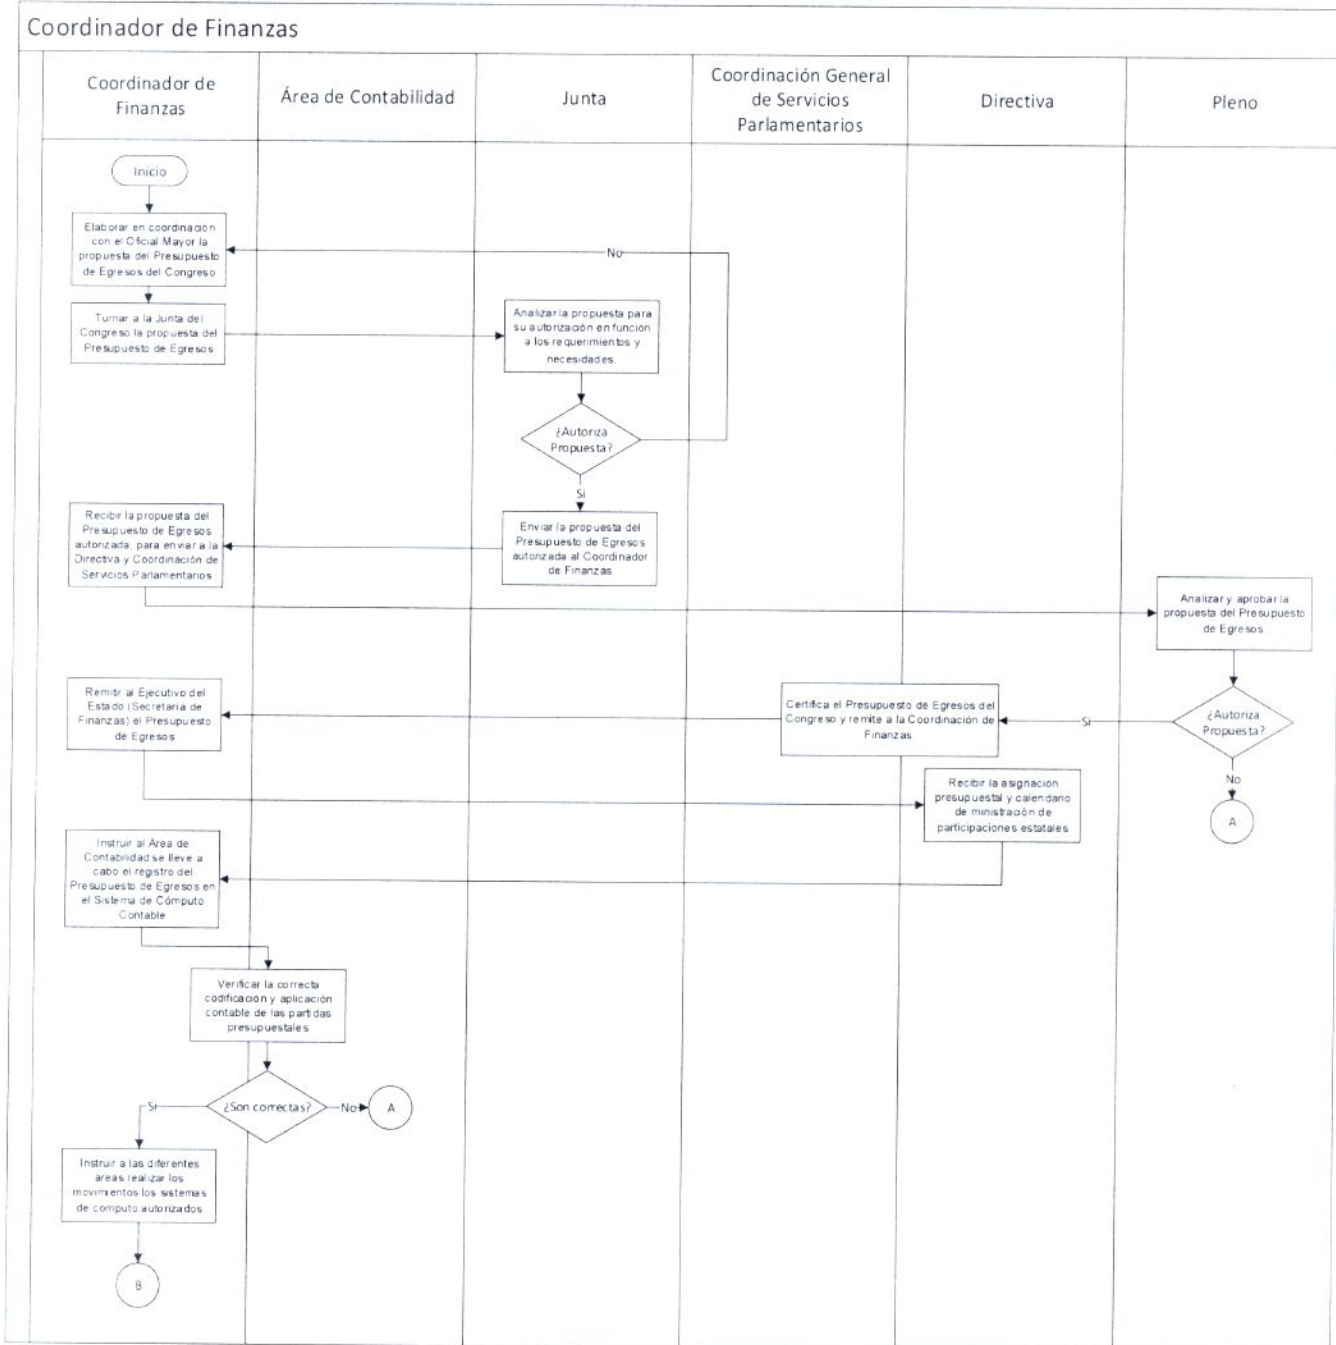 Coordinador de Finanzas
Coordinador de
Finanzas
Área de Contabilidad
Junta
Coordinación General
de Servicios
Parlamentarios
Directiva
Pleno
Inicio
Elaborar en coordinación
con el Oficial Mayor la
propuesta del Presupuesto
de Egresos del Congreso
No
Turnar a la Junta del
Congreso la propuesta del
Presupuesto de Egresos
Analizar la propuesta para
su autorización en función
a los requerimientos y
necesidades.
¿Autoriza
Propuesta?
Si
Recibir la propuesta del
Presupuesto de Egresos
autorizada, para enviar a la
Directiva y Coordinación de
Servicios Parlamentarios
Enviar la propuesta del
Presupuesto de Egresos
autorizada al Coordinador
de Finanzas
Analizar y aprobar la
propuesta del Presupuesto
de Egresos
Remitir al Ejecutivo del
Estado (Secretaria de
Finanzas) el Presupuesto
de Egresos
Certifica el Presupuesto de Egresos del
Congreso y remite a la Coordinación de
Finanzas
Si
¿Autoriza
Propuesta?
No
A
Recibir la asignación
presupuestal y calendario
de ministración de
participaciones estatales
Instruir al Área de
Contabilidad se lleve a
cabo el registro del
Presupuesto de Egresos en
el Sistema de Cómputo
Contable
Verificar la correcta
codificación y aplicación
contable de las partidas
presupuestales
Si
¿Son correctas?
No
A
Instruir a las diferentes
áreas realizar los
movimientos los sistemas
de computo autorizados
B